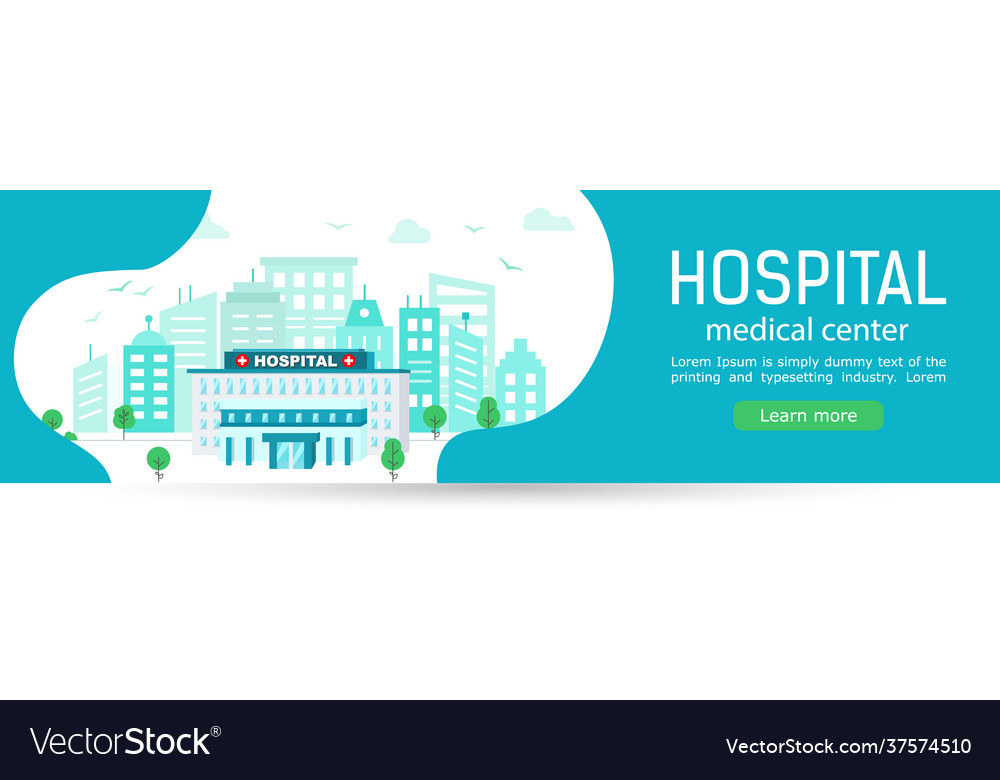 HOSPITAL
HOSPITAL
medical center
Lorem Ipsum is simply dummy text of the
printing and typesetting industry. Lorem
Learn more
VectorStock®
VectorStock.com/37574510